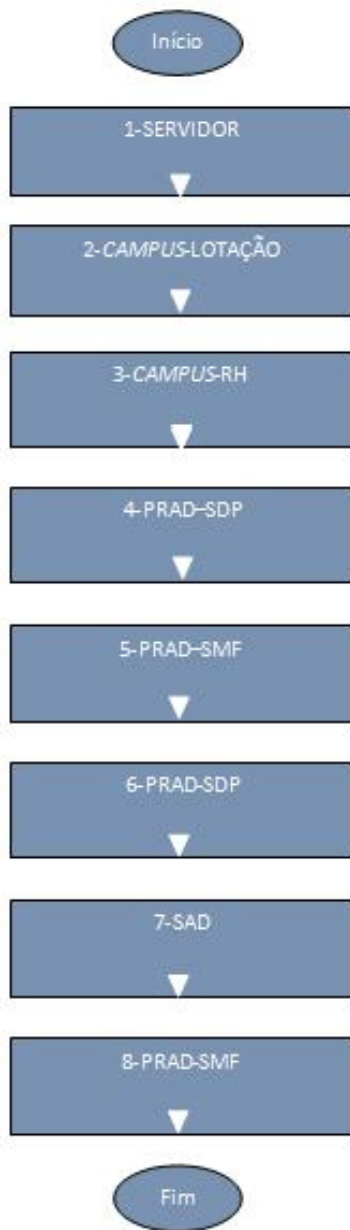 Início
1-SERVIDOR
2-CAMPUS-LOTAÇÃO
3-CAMPUS-RH
4-PRAD–SDP
5-PRAD–SMF
6-PRAD-SDP
7-SAD
8-PRAD-SMF
Fim